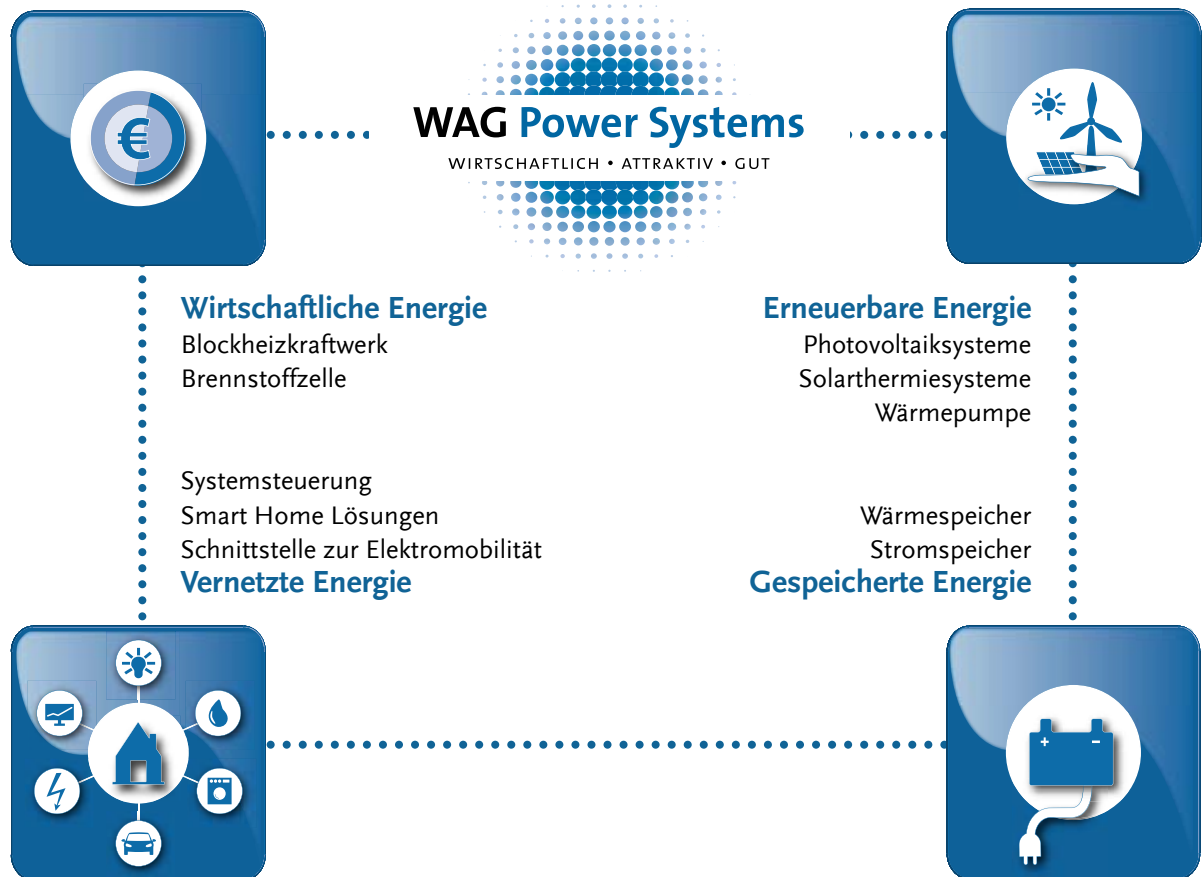 WAG Power Systems
WIRTSCHAFTLICH • ATTRAKTIV • GUT
€
Wirtschaftliche Energie
Blockheizkraftwerk
Brennstoffzelle
Erneuerbare Energie
Photovoltaiksysteme
Solarthermiesysteme
Wärmepumpe
Systemsteuerung
Smart Home Lösungen
Schnittstelle zur Elektromobilität
Vernetzte Energie
Wärmespeicher
Stromspeicher
Gespeicherte Energie
+ -